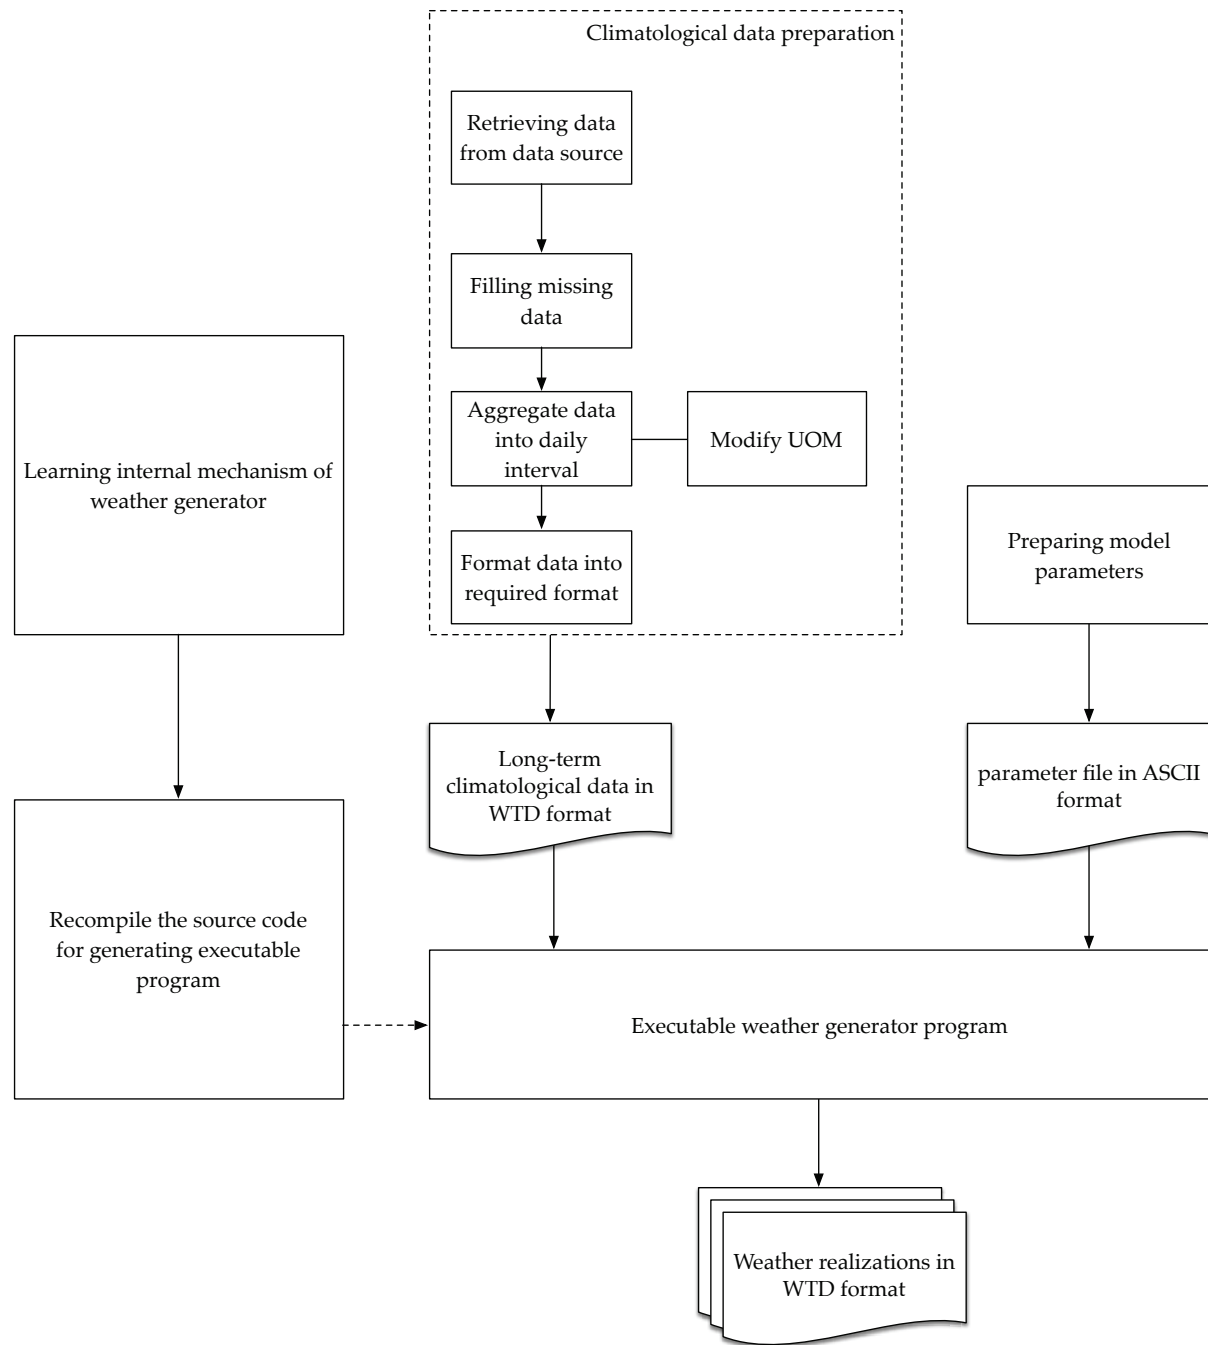 Climatological data preparation
Retrieving data
from data source
Filling missing
data
Aggregate data
into daily
interval
Modify UOM
Format data into
required format
Learning internal mechanism of
weather generator
Preparing model
parameters
Long-term
climatological data in
WTD format
parameter file in ASCII
format
Recompile the source code
for generating executable
program
Executable weather generator program
Weather realizations in
WTD format